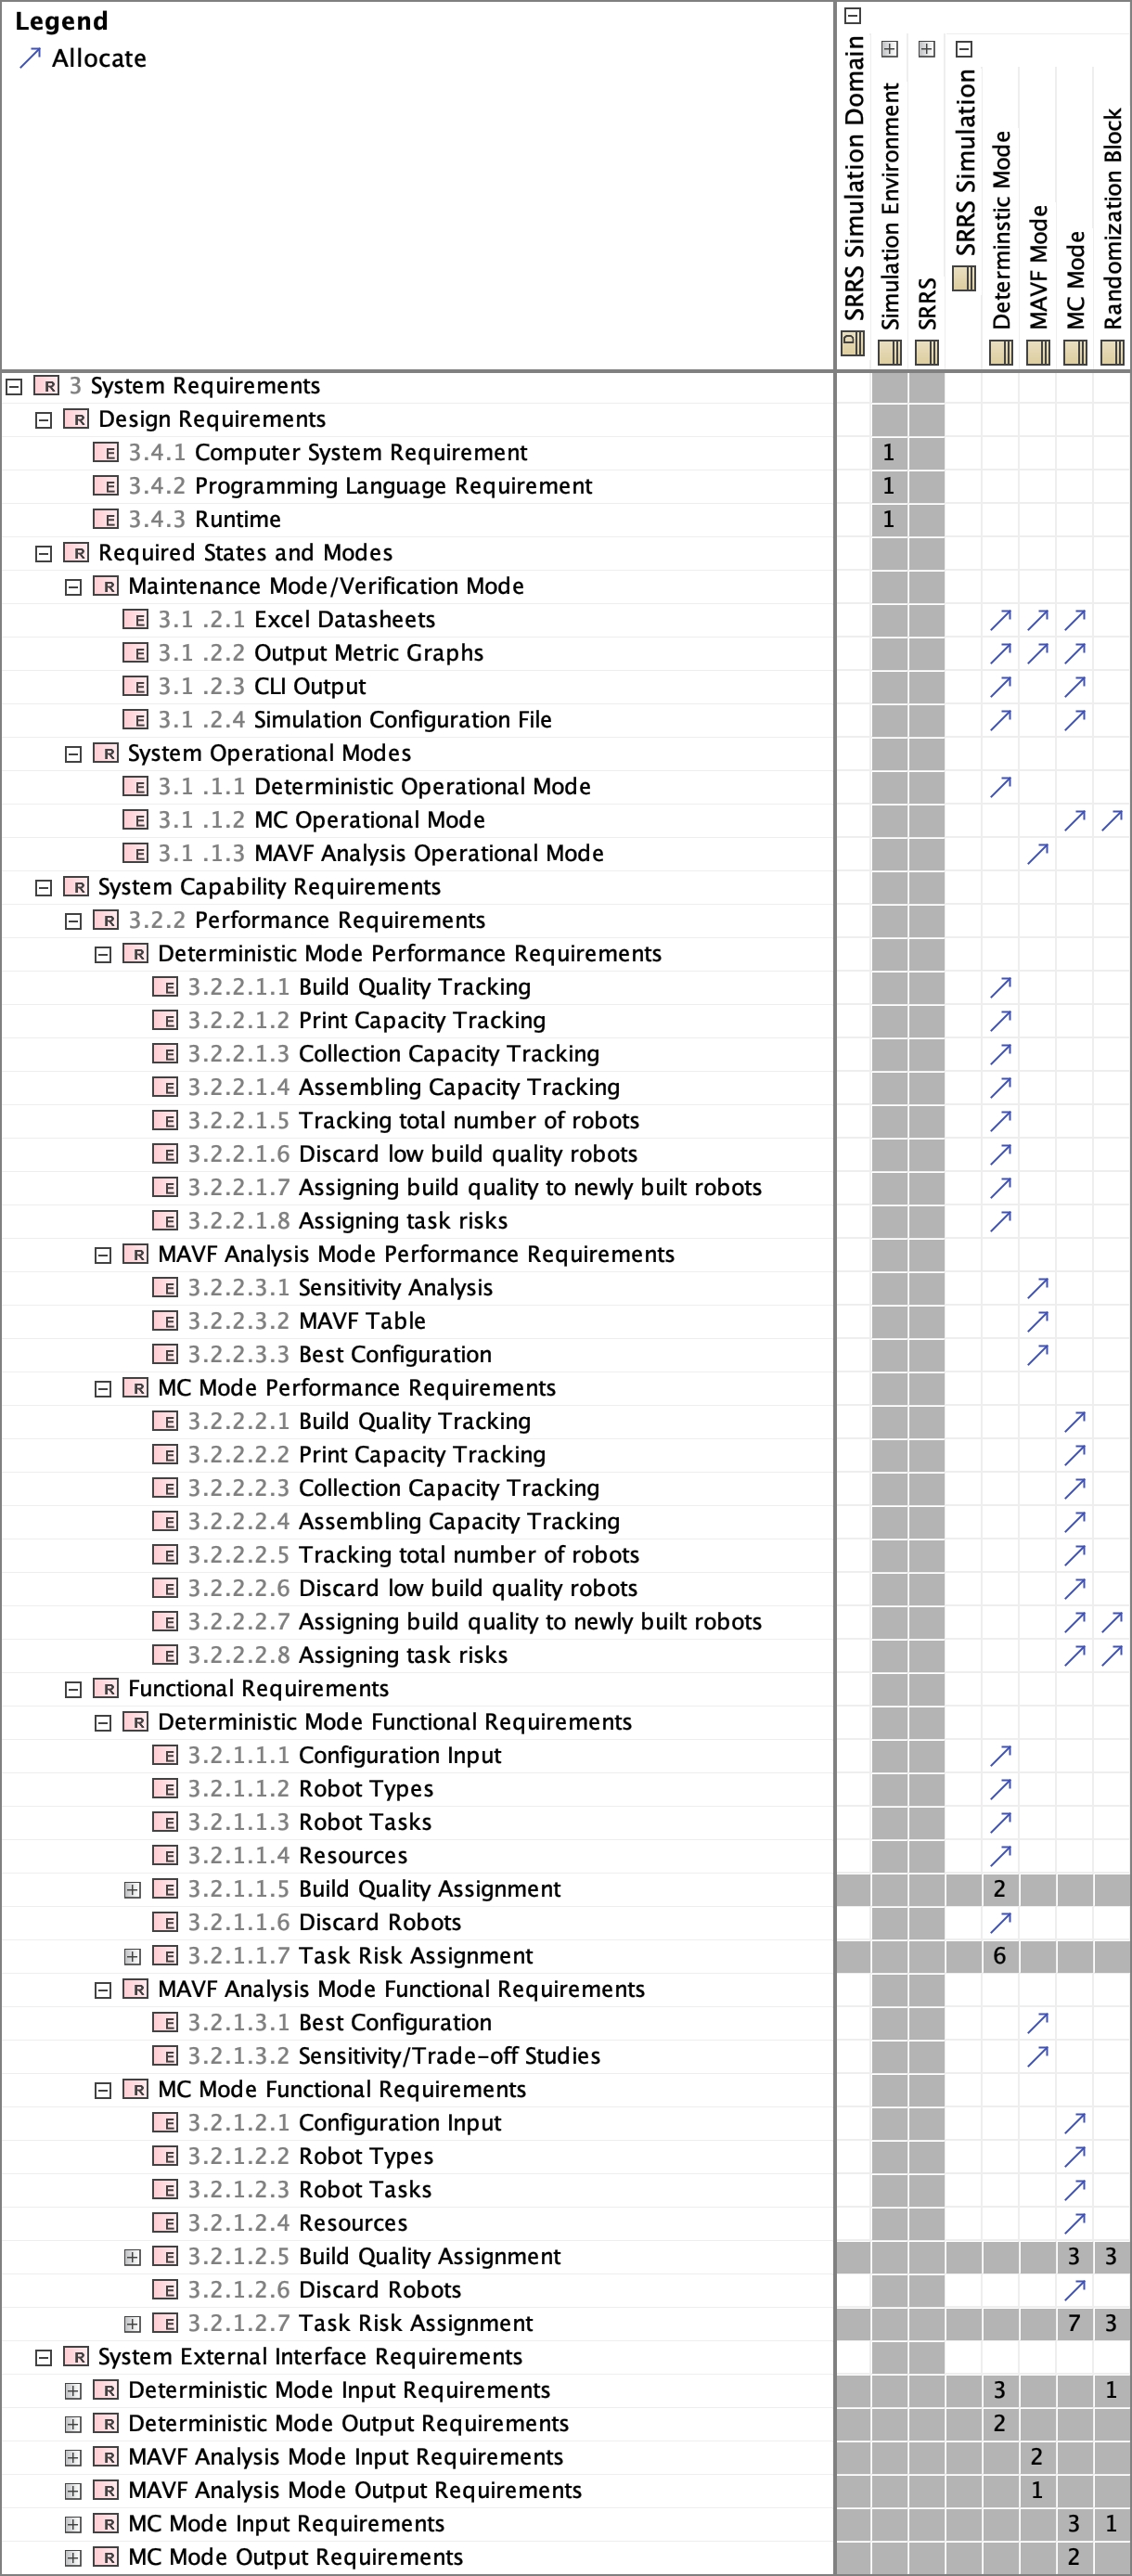 Legend
Allocate
SRRS Simulation Domain
Simulation Environment
SRRS
SRRS Simulation
Determinstic Mode
MAVF Mode
MC Mode
Randomization Block
3 System Requirements
Design Requirements
3.4.1 Computer System Requirement 1
3.4.2 Programming Language Requirement 1
3.4.3 Runtime 1
Required States and Modes
Maintenance Mode/Verification Mode
3.1 .2.1 Excel Datasheets
3.1 .2.2 Output Metric Graphs
3.1 .2.3 CLI Output
3.1 .2.4 Simulation Configuration File
System Operational Modes
3.1 .1.1 Deterministic Operational Mode
3.1 .1.2 MC Operational Mode
3.1 .1.3 MAVF Analysis Operational Mode
System Capability Requirements
3.2.2 Performance Requirements
Deterministic Mode Performance Requirements
3.2.2.1.1 Build Quality Tracking
3.2.2.1.2 Print Capacity Tracking
3.2.2.1.3 Collection Capacity Tracking
3.2.2.1.4 Assembling Capacity Tracking
3.2.2.1.5 Tracking total number of robots
3.2.2.1.6 Discard low build quality robots
3.2.2.1.7 Assigning build quality to newly built robots
3.2.2.1.8 Assigning task risks
MAVF Analysis Mode Performance Requirements
3.2.2.3.1 Sensitivity Analysis
3.2.2.3.2 MAVF Table
3.2.2.3.3 Best Configuration
MC Mode Performance Requirements
3.2.2.2.1 Build Quality Tracking
3.2.2.2.2 Print Capacity Tracking
3.2.2.2.3 Collection Capacity Tracking
3.2.2.2.4 Assembling Capacity Tracking
3.2.2.2.5 Tracking total number of robots
3.2.2.2.6 Discard low build quality robots
3.2.2.2.7 Assigning build quality to newly built robots
3.2.2.2.8 Assigning task risks
Functional Requirements
Deterministic Mode Functional Requirements
3.2.1.1.1 Configuration Input
3.2.1.1.2 Robot Types
3.2.1.1.3 Robot Tasks
3.2.1.1.4 Resources
3.2.1.1.5 Build Quality Assignment 2
3.2.1.1.6 Discard Robots
3.2.1.1.7 Task Risk Assignment 6
MAVF Analysis Mode Functional Requirements
3.2.1.3.1 Best Configuration
3.2.1.3.2 Sensitivity/Trade-off Studies
MC Mode Functional Requirements
3.2.1.2.1 Configuration Input
3.2.1.2.2 Robot Types
3.2.1.2.3 Robot Tasks
3.2.1.2.4 Resources
3.2.1.2.5 Build Quality Assignment 3 3
3.2.1.2.6 Discard Robots
3.2.1.2.7 Task Risk Assignment 7 3
System External Interface Requirements
Deterministic Mode Input Requirements 3 1
Deterministic Mode Output Requirements 2
MAVF Analysis Mode Input Requirements 2
MAVF Analysis Mode Output Requirements 1
MC Mode Input Requirements 3 1
MC Mode Output Requirements 2